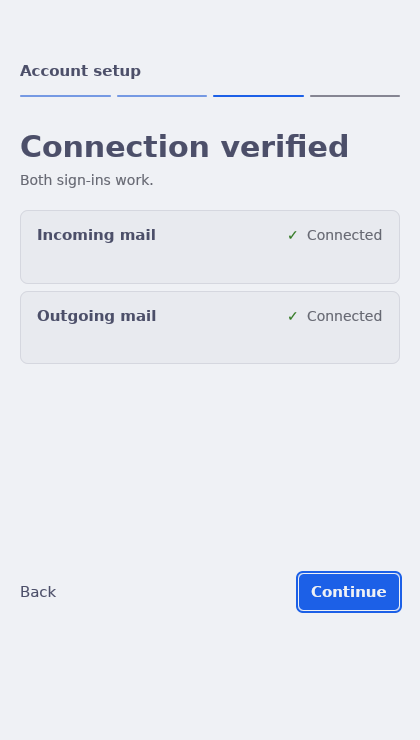 Account setup
Connection verified
Both sign-ins work.
Incoming mail ✓ Connected
Outgoing mail ✓ Connected
Back Continue